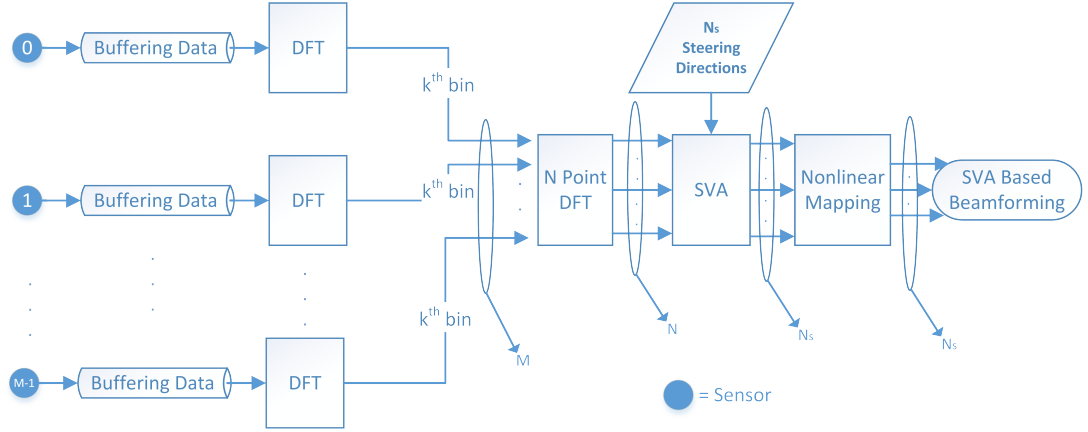 0
Buffering Data
DFT
kth bin
Ns
Steering
Directions
1
Buffering Data
DFT
kth bin
N Point
DFT
SVA
Nonlinear
Mapping
SVA Based
Beamforming
kth bin
M-1
Buffering Data
DFT
M
N
Ns
Ns
= Sensor